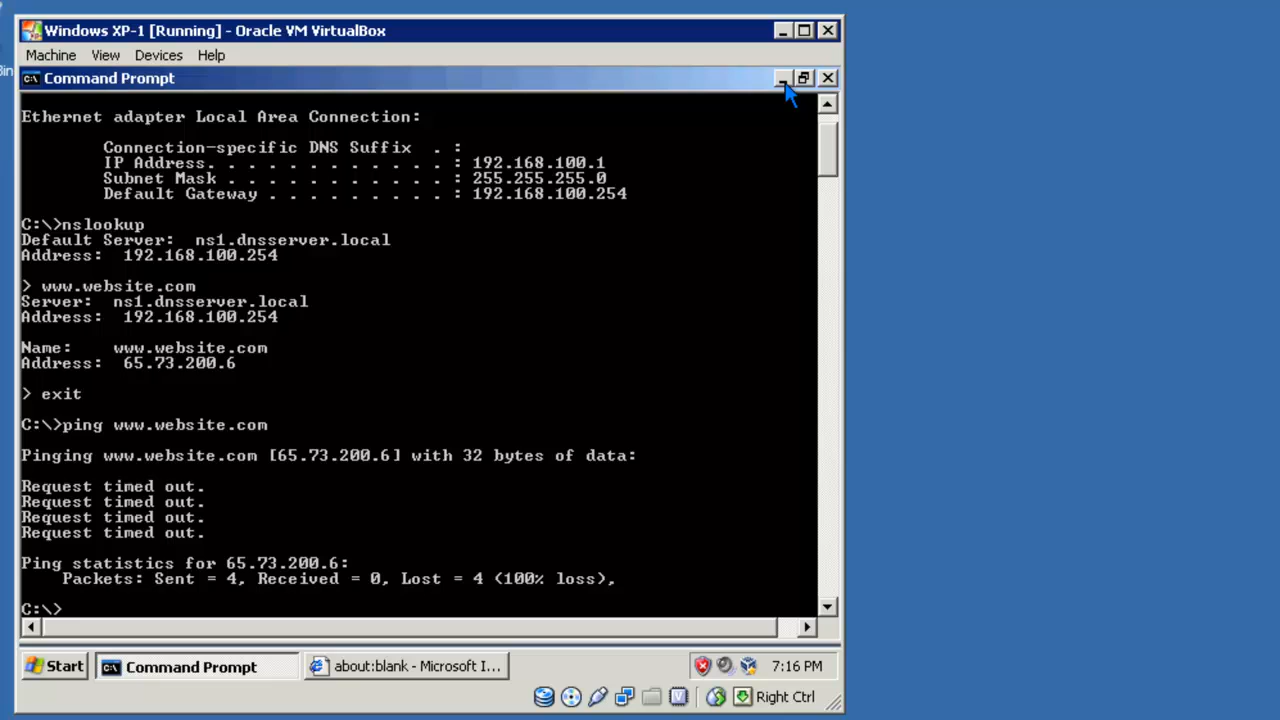 Windows XP-1 [Running] - Oracle VM VirtualBox
Machine View Devices Help
Bin
Command Prompt
Ethernet adapter Local Area Connection:
Connection-specific DNS Suffix . :
IP Address. . . . . . . . . . . . : 192.168.100.1
Subnet Mask . . . . . . . . . . . : 255.255.255.0
Default Gateway . . . . . . . . . : 192.168.100.254
C:\>nslookup
Default Server: ns1.dnsserver.local
Address: 192.168.100.254
> www.website.com
Server: ns1.dnsserver.local
Address: 192.168.100.254
Name: www.website.com
Address: 65.73.200.6
> exit
C:\>ping www.website.com
Pinging www.website.com [65.73.200.6] with 32 bytes of data:
Request timed out.
Request timed out.
Request timed out.
Request timed out.
Ping statistics for 65.73.200.6:
Packets: Sent = 4, Received = 0, Lost = 4 (100% loss),
C:\>
Start Command Prompt about:blank - Microsoft I... 7:16 PM
Right Ctrl